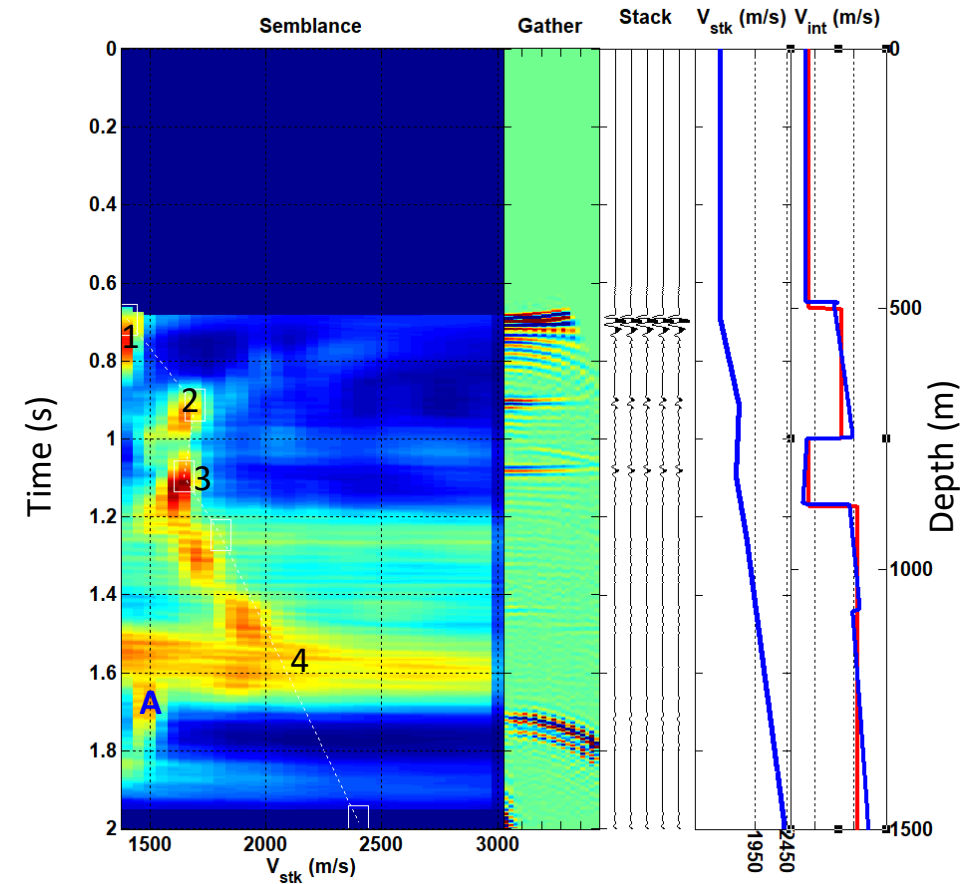 Semblance
Gather
Stack
Vstk (m/s)
Vint (m/s)
0
0.2
0.4
0.6
0.8
1
1.2
1.4
1.6
1.8
2
Time (s)
1
2
3
4
A
1500
2000
2500
3000
Vstk (m/s)
1950
2450
0
500
1000
1500
Depth (m)